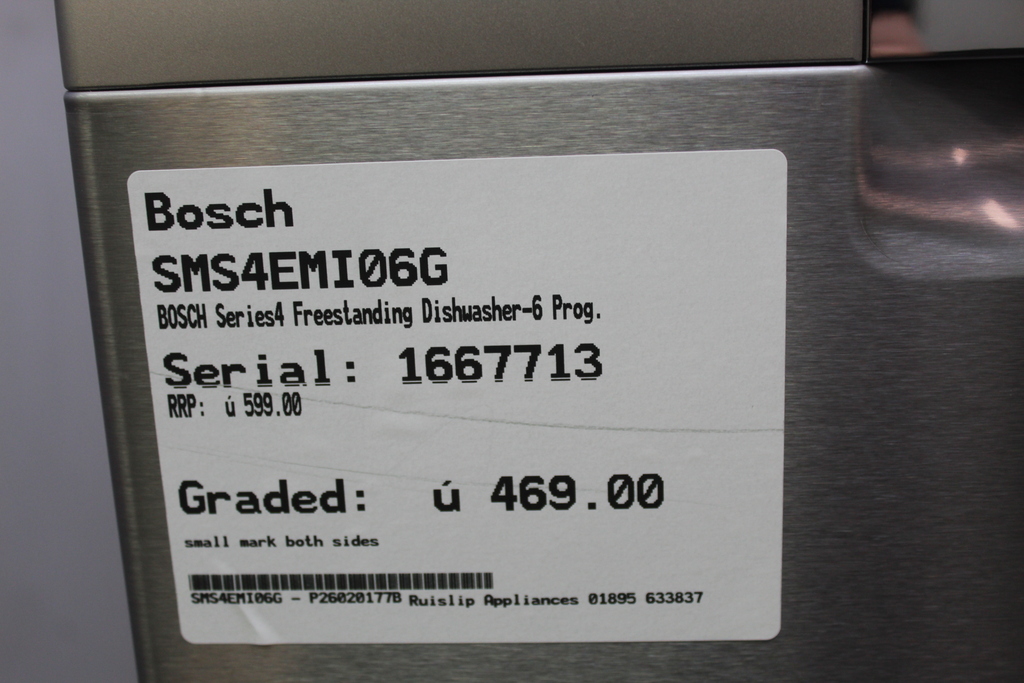 Bosch
SMS4EMI06G
BOSCH Series4 Freestanding Dishwasher-6 Prog.
Serial: 1667713
RRP: ú 599.00
Graded: ú 469.00
small mark both sides
SMS4EMI06G - P26020177B Ruislip Appliances 01895 633837